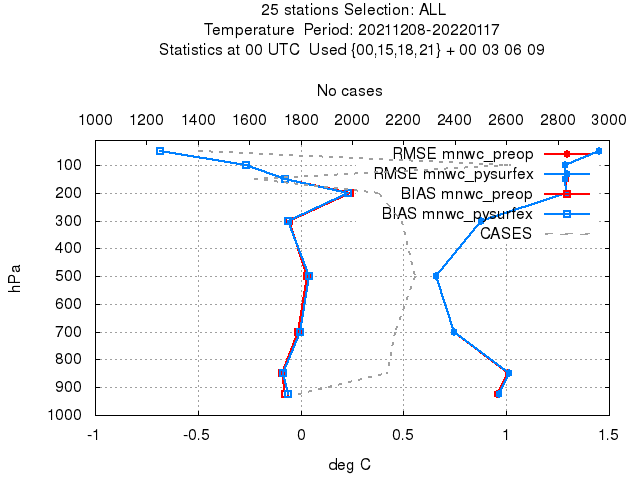 25 stations Selection: ALL
Temperature Period: 20211208-20220117
Statistics at 00 UTC Used {00,15,18,21} + 00 03 06 09
No cases
1000 1200 1400 1600 1800 2000 2200 2400 2600 2800 3000
RMSE mnwc_preop
RMSE mnwc_pysurfex
BIAS mnwc_preop
BIAS mnwc_pysurfex
CASES
100
200
300
400
500
600
700
800
900
1000
hPa
-1 -0.5 0 0.5 1 1.5
deg C